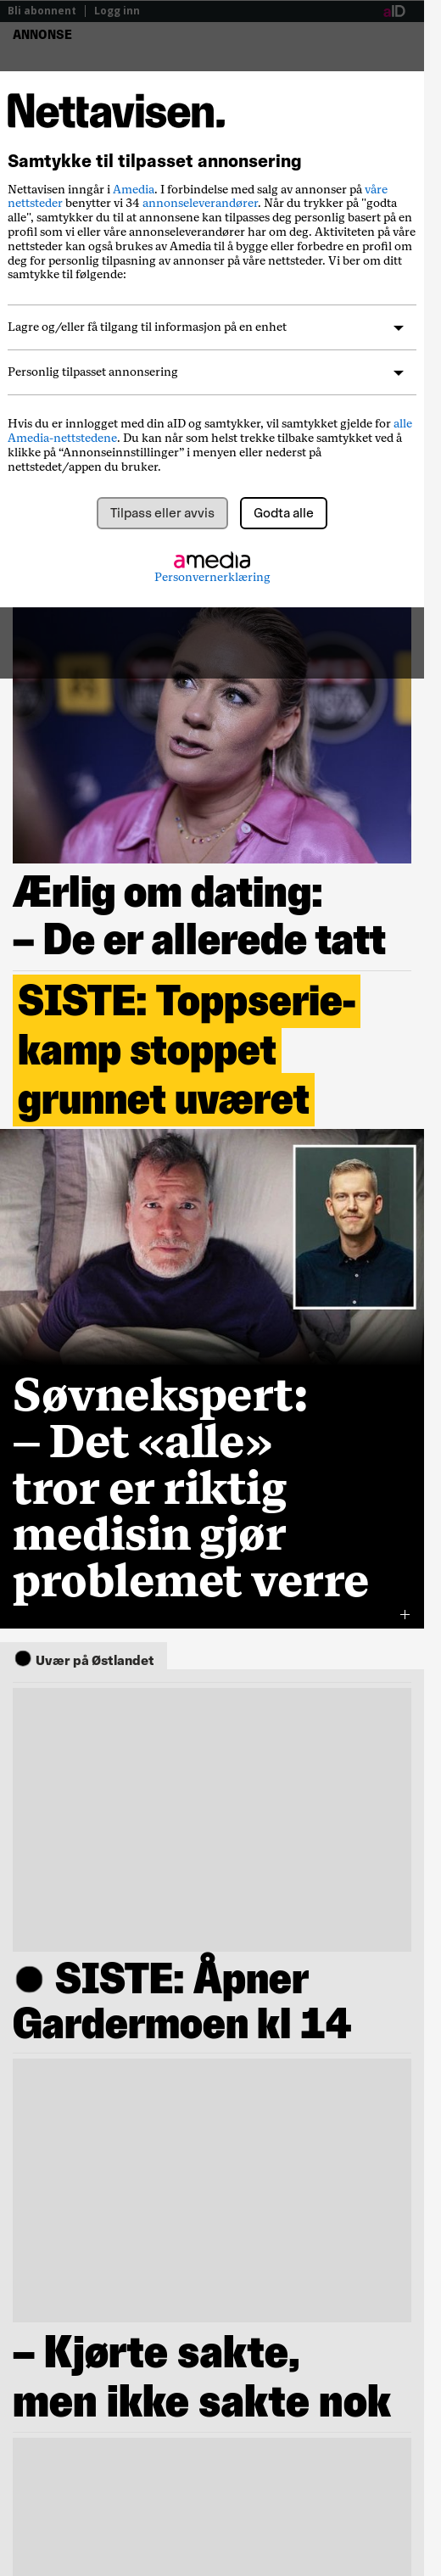 Bli abonnent | Logg inn aID
ANNONSE
Nettavisen.
Samtykke til tilpasset annonsering
Nettavisen inngår i Amedia. I forbindelse med salg av annonser på våre
nettsteder benytter vi 34 annonseleverandører. Når du trykker på "godta
alle", samtykker du til at annonsene kan tilpasses deg personlig basert på en
profil som vi eller våre annonseleverandører har om deg. Aktiviteten på våre
nettsteder kan også brukes av Amedia til å bygge eller forbedre en profil om
deg for personlig tilpasning av annonser på våre nettsteder. Vi ber om ditt
samtykke til følgende:
Lagre og/eller få tilgang til informasjon på en enhet
Personlig tilpasset annonsering
Hvis du er innlogget med din aID og samtykker, vil samtykket gjelde for alle
Amedia-nettstedene. Du kan når som helst trekke tilbake samtykket ved å
klikke på “Annonseinnstillinger” i menyen eller nederst på
nettstedet/appen du bruker.
Tilpass eller avvis Godta alle
amedia
Personvernerklæring
Ærlig om dating:
– De er allerede tatt
SISTE: Toppserie-
kamp stoppet
grunnet uværet
Søvnekspert:
– Det «alle»
tror er riktig
medisin gjør
problemet verre
+
Uvær på Østlandet
SISTE: Åpner
Gardermoen kl 14
– Kjørte sakte,
men ikke sakte nok